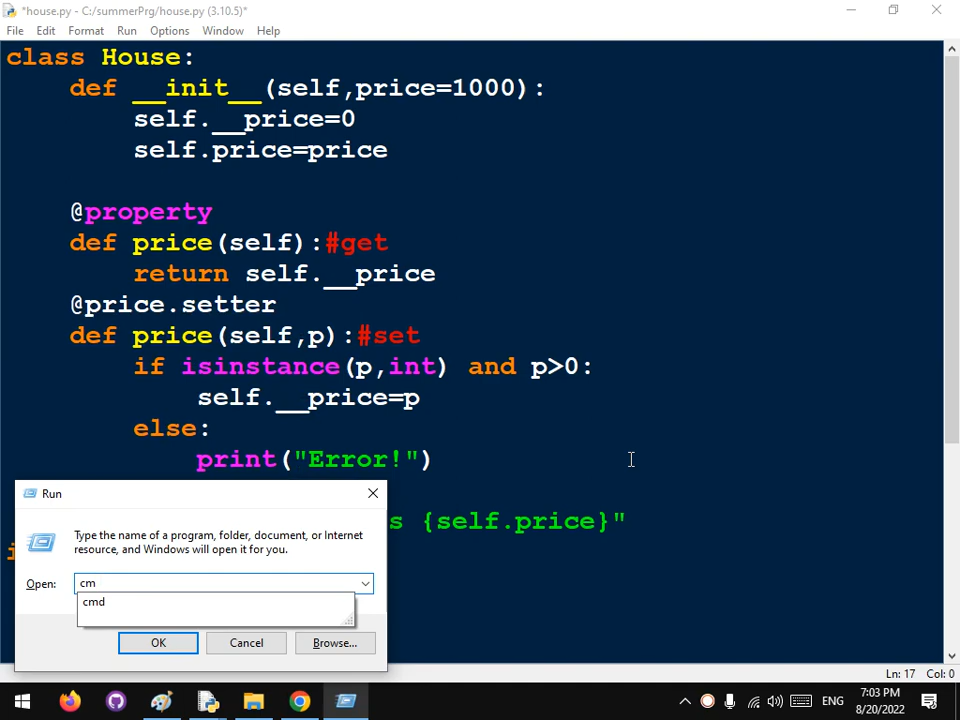 *house.py - C:/summerPrg/house.py (3.10.5)*
File Edit Format Run Options Window Help
class House:
    def __init__(self,price=1000):
        self.__price=0
        self.price=price
    @property
    def price(self):#get
        return self.__price
    @price.setter
    def price(self,p):#set
        if isinstance(p,int) and p>0:
            self.__price=p
        else:
            print("Error!")
s {self.price}"
Run
Type the name of a program, folder, document, or Internet
resource, and Windows will open it for you.
Open: cm
cmd
OK Cancel Browse...
Ln: 17 Col: 0
ENG
7:03 PM
8/20/2022